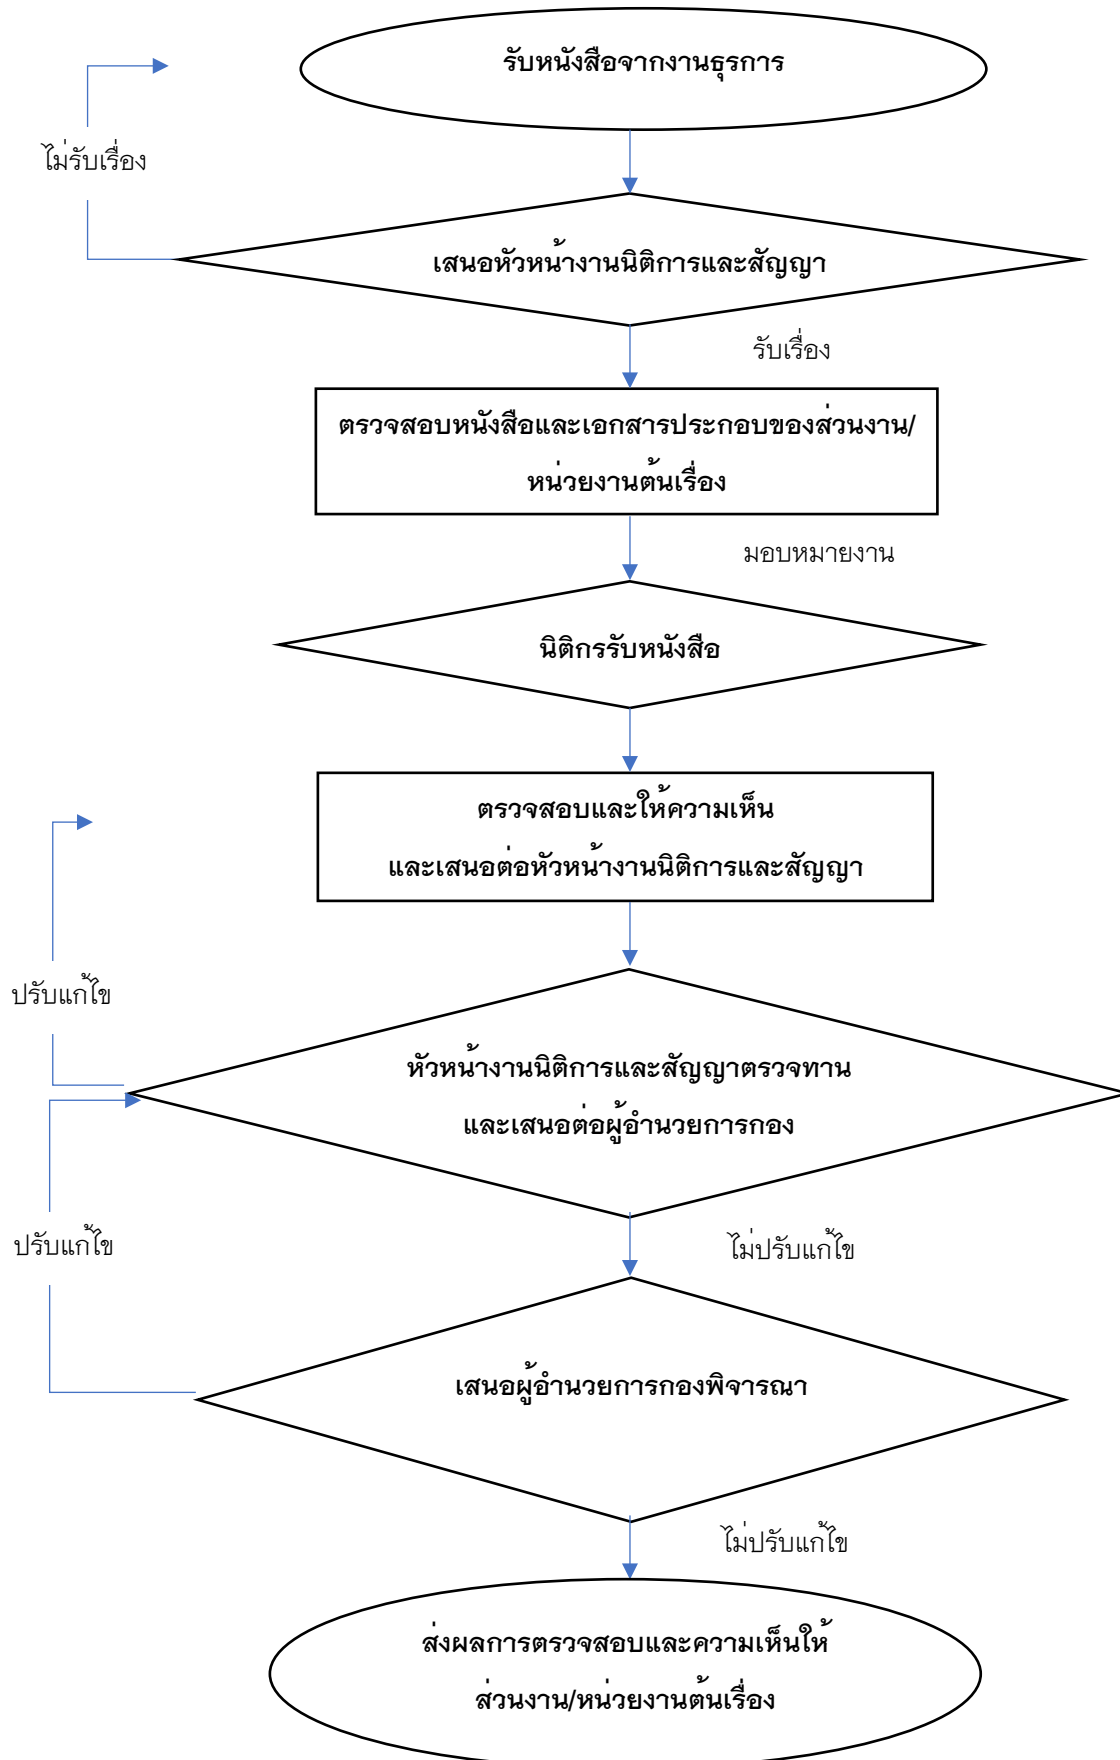 รับหนังสือจากงานธุรการ
ไม่รับเรื่อง
เสนอหัวหน้างานนิติการและสัญญา
รับเรื่อง
ตรวจสอบหนังสือและเอกสารประกอบของส่วนงาน/
หน่วยงานต้นเรื่อง
มอบหมายงาน
นิติกรรับหนังสือ
ตรวจสอบและให้ความเห็น
และเสนอต่อหัวหน้างานนิติการและสัญญา
ปรับแก้ไข
หัวหน้างานนิติการและสัญญาตรวจทาน
และเสนอต่อผู้อำนวยการกอง
ปรับแก้ไข
ไม่ปรับแก้ไข
เสนอผู้อำนวยการกองพิจารณา
ไม่ปรับแก้ไข
ส่งผลการตรวจสอบและความเห็นให้
ส่วนงาน/หน่วยงานต้นเรื่อง